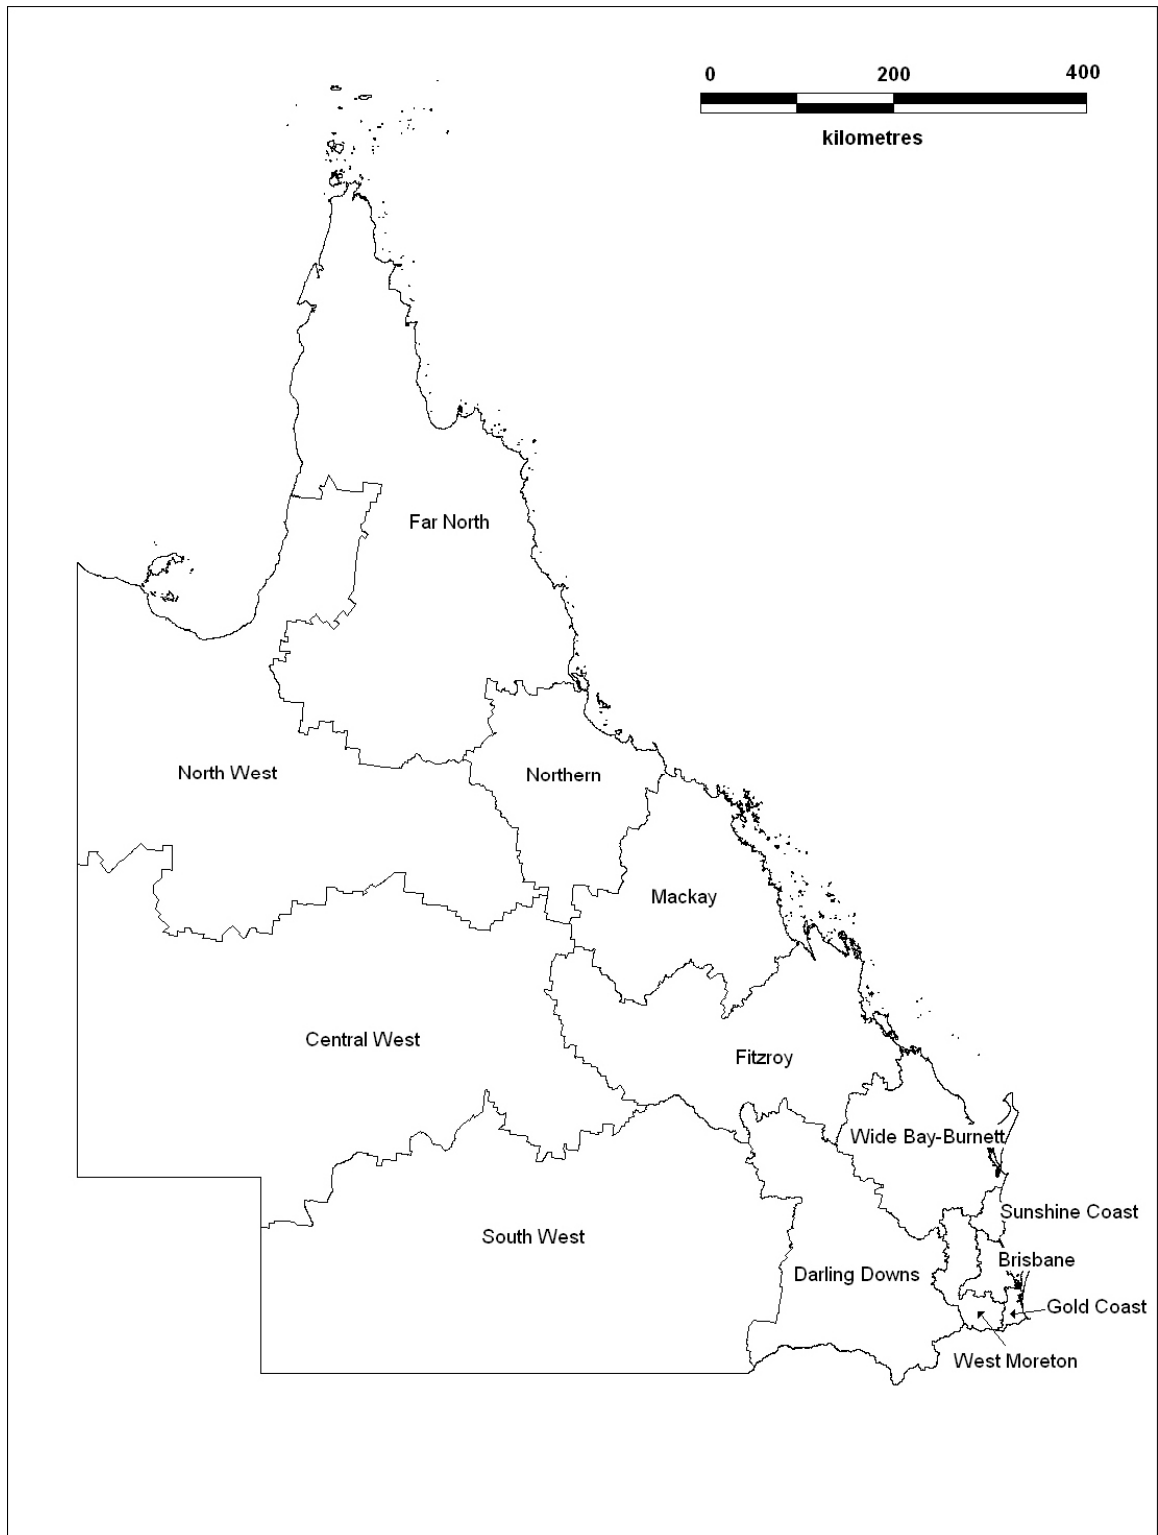 0 200 400
kilometres
Far North
North West
Northern
Mackay
Central West
Fitzroy
Wide Bay-Burnett
Sunshine Coast
South West
Brisbane
Darling Downs
Gold Coast
West Moreton